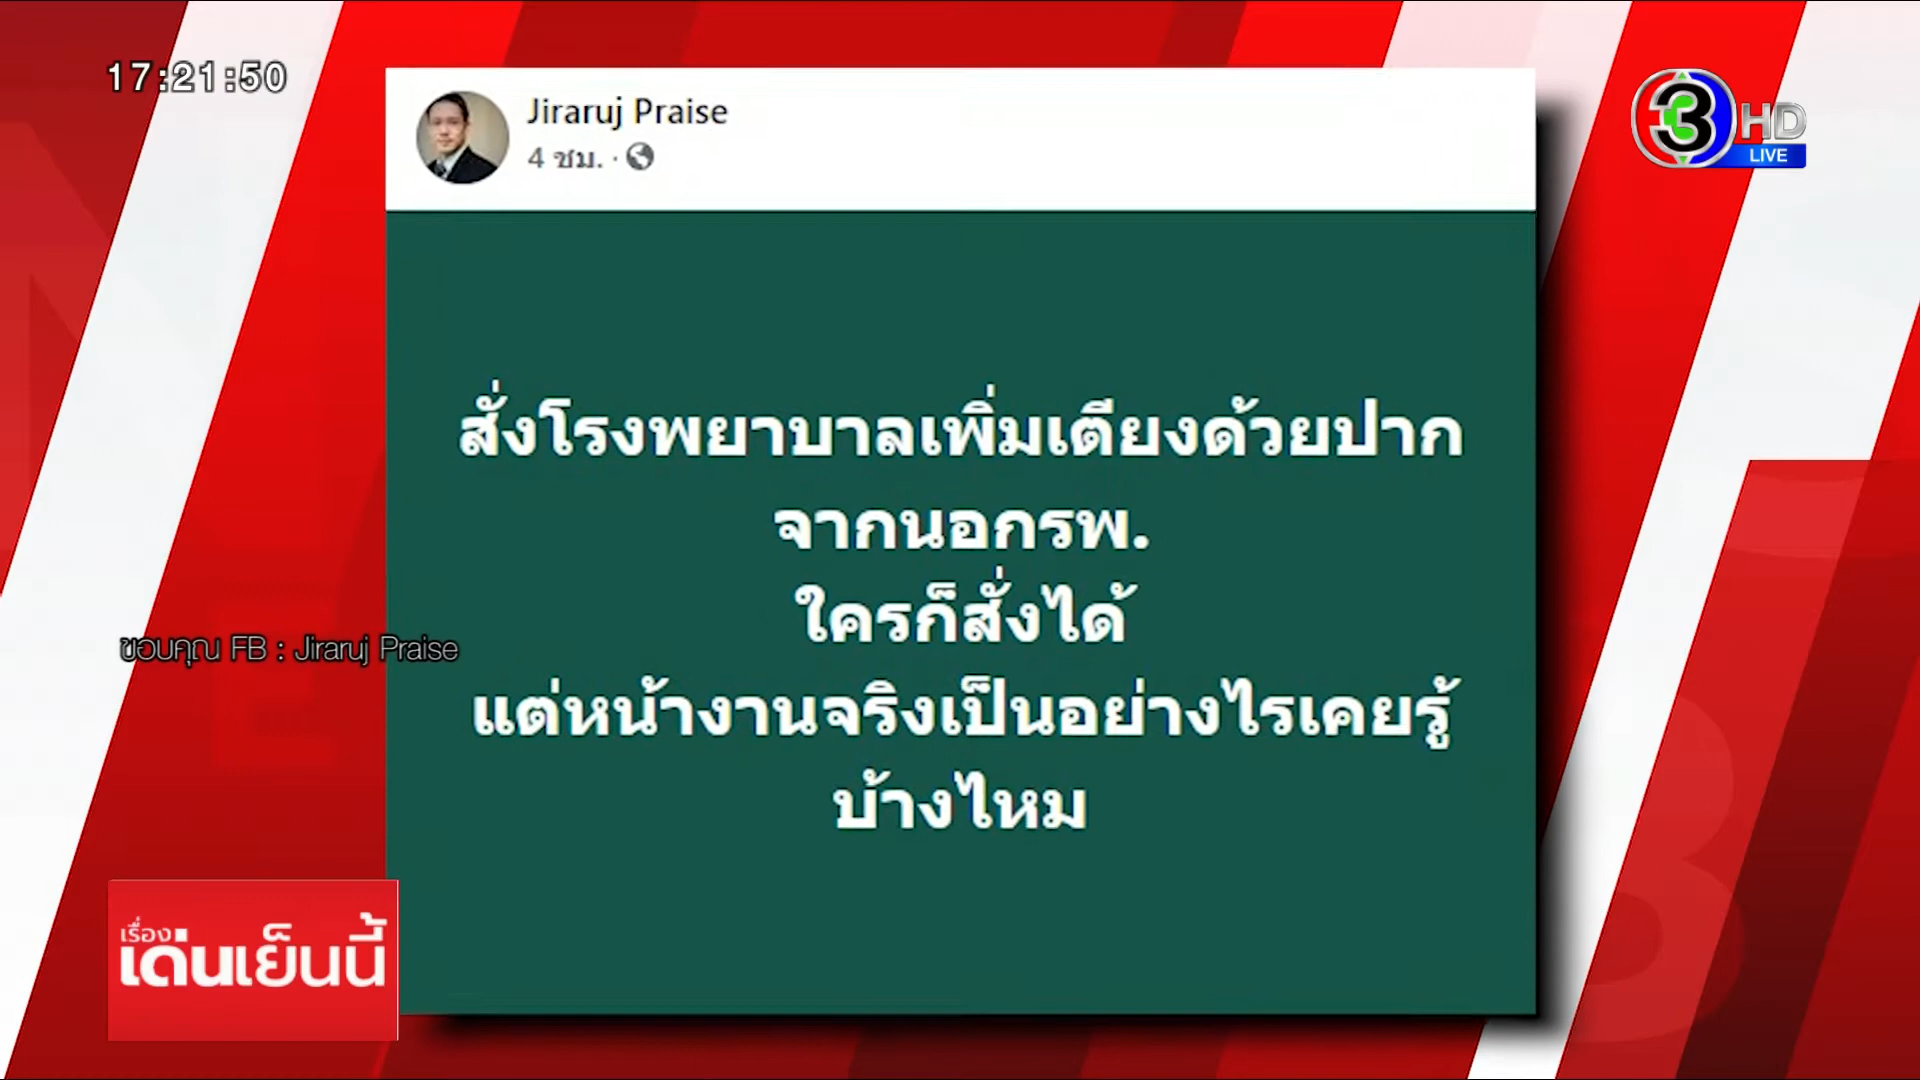 17:21:50
Jiraruj Praise
4 ชม. ·
3 HD
LIVE
สั่งโรงพยาบาลเพิ่มเตียงด้วยปาก
จากนอกรพ.
ใครก็สั่งได้
แต่หน้างานจริงเป็นอย่างไรเคยรู้
บ้างไหม
ขอบคุณ FB : Jiraruj Praise
เรื่อง
เด่นเย็นนี้